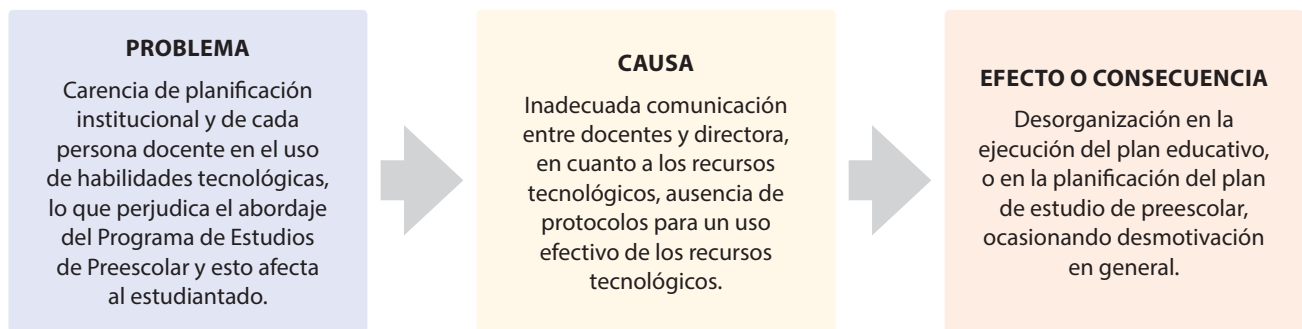 PROBLEMA
Carencia de planificación
institucional y de cada
persona docente en el uso
de habilidades tecnológicas,
lo que perjudica el abordaje
del Programa de Estudios
de Preescolar y esto afecta
al estudiantado.
CAUSA
Inadecuada comunicación
entre docentes y directora,
en cuanto a los recursos
tecnológicos, ausencia de
protocolos para un uso
efectivo de los recursos
tecnológicos.
EFECTO O CONSECUENCIA
Desorganización en la
ejecución del plan educativo,
o en la planificación del plan
de estudio de preescolar,
ocasionando desmotivación
en general.